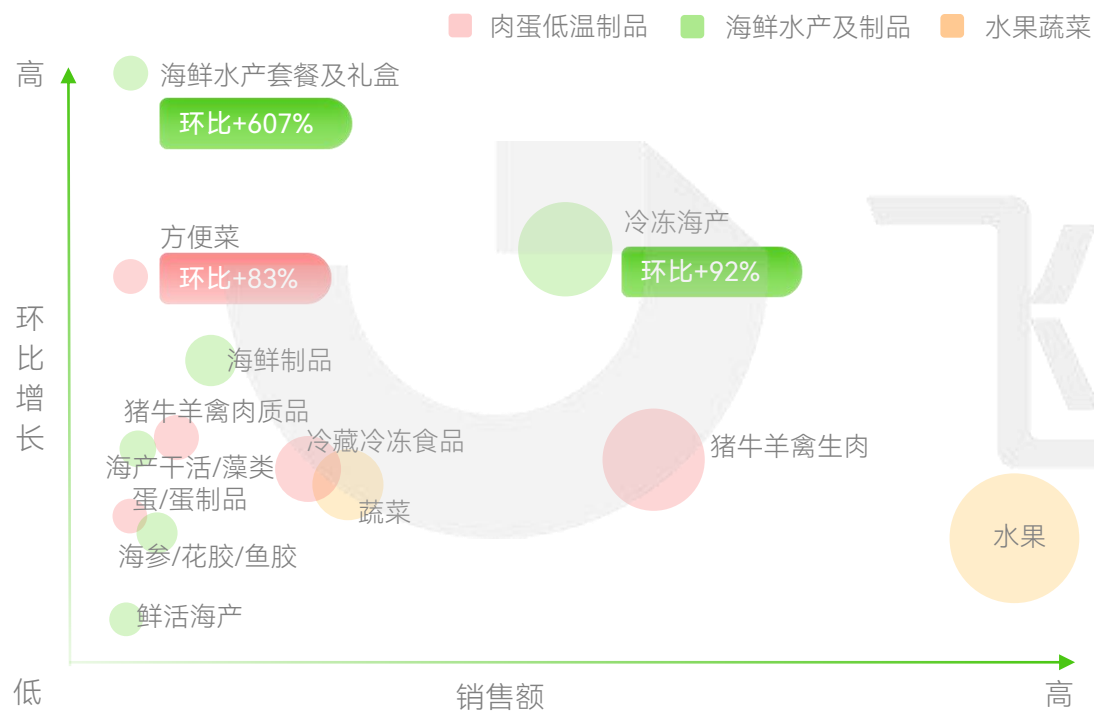 肉蛋低温制品 海鲜水产及制品 水果蔬菜
高
海鲜水产套餐及礼盒
环比+607%
方便菜
环比+83%
冷冻海产
环比+92%
环比增长
海鲜制品
猪牛羊禽肉质品
冷藏冷冻食品
猪牛羊禽生肉
海产干活/藻类
蛋/蛋制品
蔬菜
水果
海参/花胶/鱼胶
鲜活海产
低
销售额
高